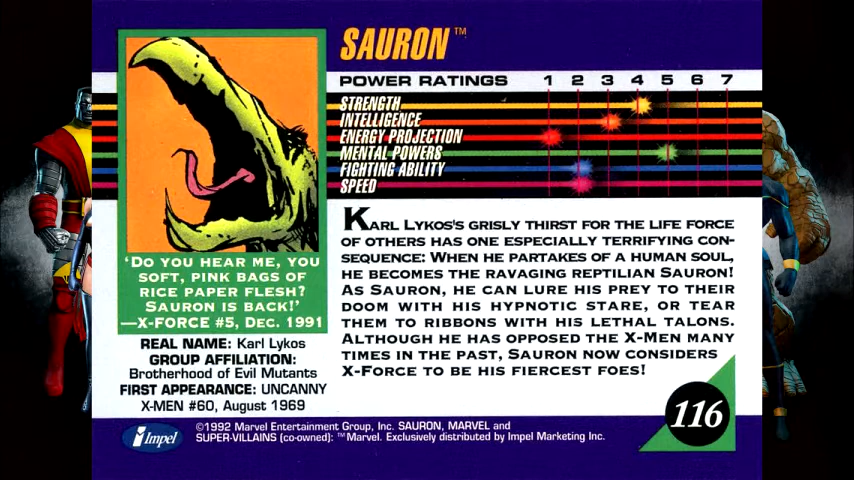 SAURON™
POWER RATINGS 1 2 3 4 5 6 7
STRENGTH
INTELLIGENCE
ENERGY PROJECTION
MENTAL POWERS
FIGHTING ABILITY
SPEED
‘DO YOU HEAR ME, YOU
SOFT, PINK BAGS OF
RICE PAPER FLESH?
SAURON IS BACK!’
—X-FORCE #5, DEC. 1991
REAL NAME: Karl Lykos
GROUP AFFILIATION:
Brotherhood of Evil Mutants
FIRST APPEARANCE: UNCANNY
X-MEN #60, August 1969
KARL LYKOS'S GRISLY THIRST FOR THE LIFE FORCE
OF OTHERS HAS ONE ESPECIALLY TERRIFYING CON-
SEQUENCE: WHEN HE PARTAKES OF A HUMAN SOUL,
HE BECOMES THE RAVAGING REPTILIAN SAURON!
AS SAURON, HE CAN LURE HIS PREY TO THEIR
DOOM WITH HIS HYPNOTIC STARE, OR TEAR
THEM TO RIBBONS WITH HIS LETHAL TALONS.
ALTHOUGH HE HAS OPPOSED THE X-MEN MANY
TIMES IN THE PAST, SAURON NOW CONSIDERS
X-FORCE TO BE HIS FIERCEST FOES!
116
Impel
©1992 Marvel Entertainment Group, Inc. SAURON, MARVEL and
SUPER-VILLAINS (co-owned): ™Marvel. Exclusively distributed by Impel Marketing Inc.